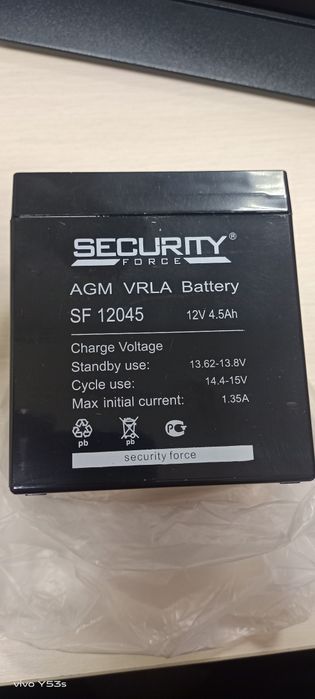 SECURITY®
FORCE
AGM VRLA Battery
SF 12045 12V 4.5Ah
Charge Voltage
Standby use: 13.62-13.8V
Cycle use: 14.4-15V
Max initial current: 1.35A
pb pb
security force
vivo Y53s